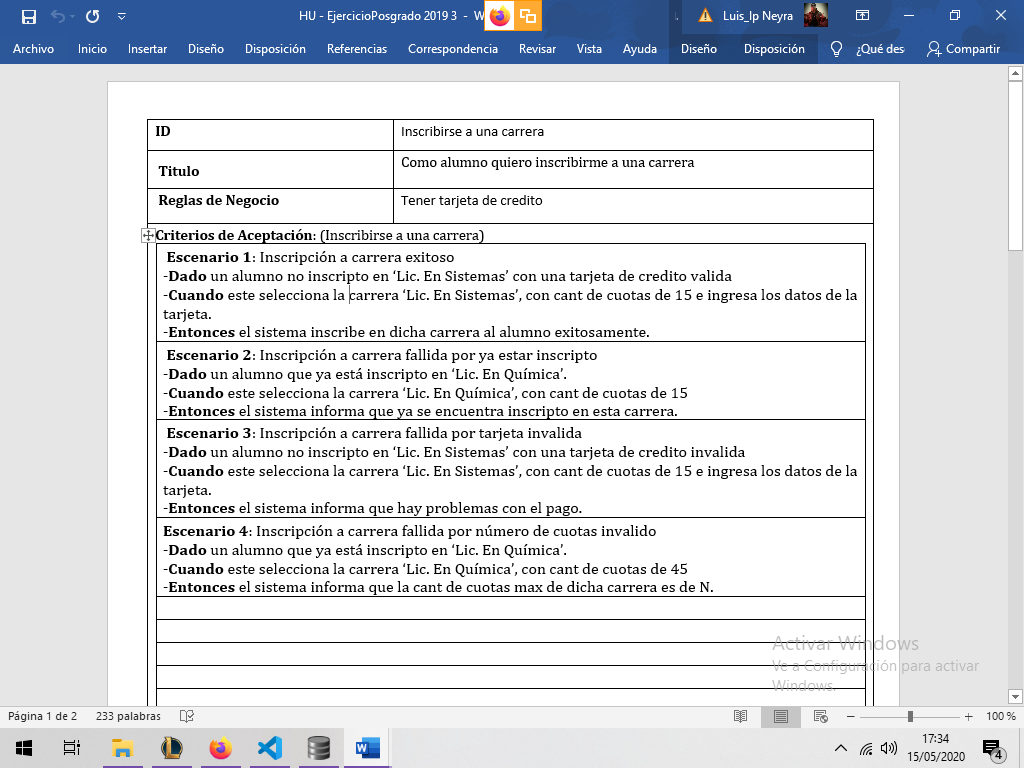 HU - EjercicioPosgrado 2019 3 - W
Luis_lp Neyra
Archivo Inicio Insertar Diseño Disposición Referencias Correspondencia Revisar Vista Ayuda Diseño Disposición ¿Qué des Compartir
ID Inscribirse a una carrera
Titulo Como alumno quiero inscribirme a una carrera
Reglas de Negocio Tener tarjeta de credito
Criterios de Aceptación: (Inscribirse a una carrera)
Escenario 1: Inscripción a carrera exitoso
-Dado un alumno no inscripto en ‘Lic. En Sistemas’ con una tarjeta de credito valida
-Cuando este selecciona la carrera ‘Lic. En Sistemas’, con cant de cuotas de 15 e ingresa los datos de la
tarjeta.
-Entonces el sistema inscribe en dicha carrera al alumno exitosamente.
Escenario 2: Inscripción a carrera fallida por ya estar inscripto
-Dado un alumno que ya está inscripto en ‘Lic. En Química’.
-Cuando este selecciona la carrera ‘Lic. En Química’, con cant de cuotas de 15
-Entonces el sistema informa que ya se encuentra inscripto en esta carrera.
Escenario 3: Inscripción a carrera fallida por tarjeta invalida
-Dado un alumno no inscripto en ‘Lic. En Sistemas’ con una tarjeta de credito invalida
-Cuando este selecciona la carrera ‘Lic. En Sistemas’, con cant de cuotas de 15 e ingresa los datos de la
tarjeta.
-Entonces el sistema informa que hay problemas con el pago.
Escenario 4: Inscripción a carrera fallida por número de cuotas invalido
-Dado un alumno que ya está inscripto en ‘Lic. En Química’.
-Cuando este selecciona la carrera ‘Lic. En Química’, con cant de cuotas de 45
-Entonces el sistema informa que la cant de cuotas max de dicha carrera es de N.
Activar Windows
Ve a Configuración para activar
Windows.
Página 1 de 2 233 palabras 100 %
17:34
15/05/2020
4